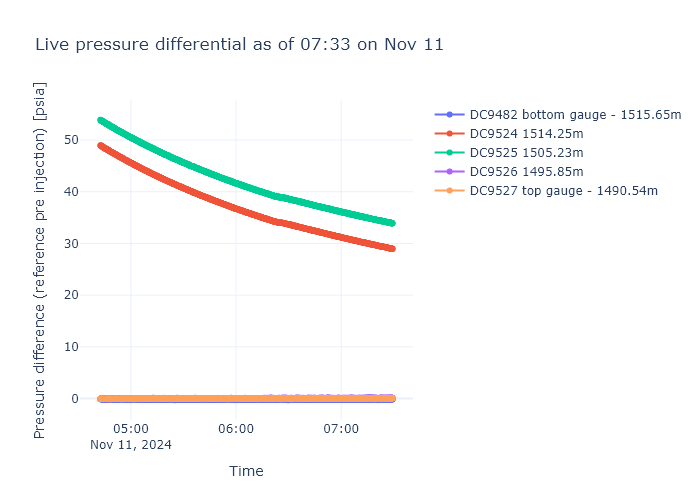 Live pressure differential as of 07:33 on Nov 11
Pressure difference (reference pre injection) [psia]
50
40
30
20
10
0
05:00
Nov 11, 2024
06:00
07:00
Time
DC9482 bottom gauge - 1515.65m
DC9524 1514.25m
DC9525 1505.23m
DC9526 1495.85m
DC9527 top gauge - 1490.54m